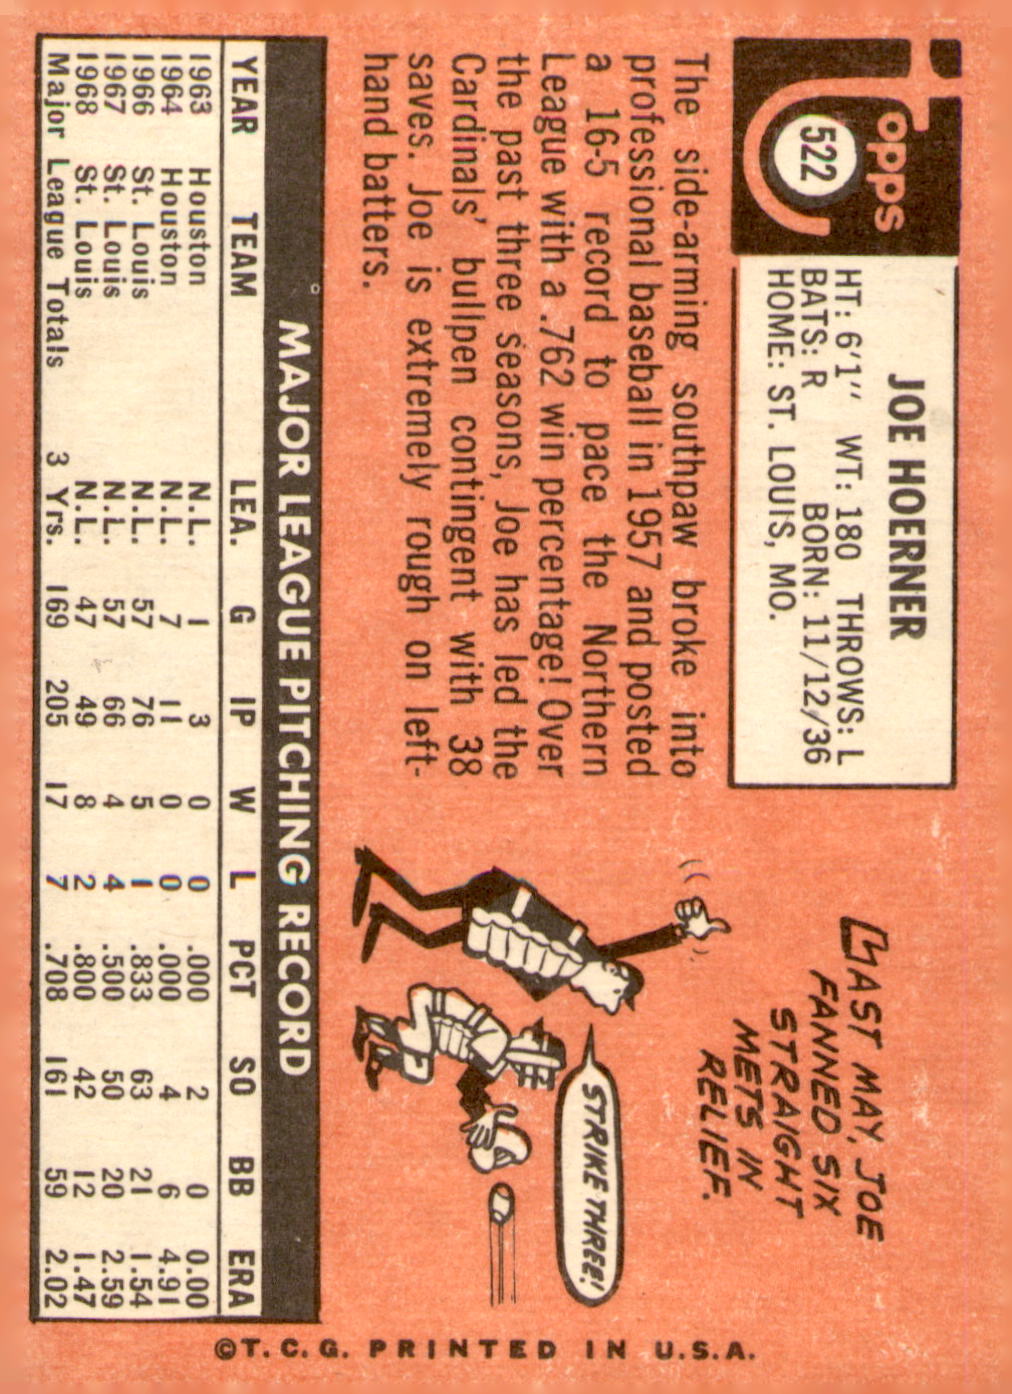 Topps
522
JOE HOERNER
HT: 6'1" WT: 180 THROWS: L
BATS: R BORN: 11/12/36
HOME: ST. LOUIS, MO.
The side-arming southpaw broke into
professional baseball in 1957 and posted
a 16-5 record to pace the Northern
League with a .762 win percentage! Over
the past three seasons, Joe has led the
Cardinals' bullpen contingent with 38
saves. Joe is extremely rough on left-
hand batters.
LAST MAY, JOE
FANNED SIX
STRAIGHT
METS IN
RELIEF.
STRIKE THREE!
MAJOR LEAGUE PITCHING RECORD
YEAR TEAM LEA. G IP W L PCT SO BB ERA
1963 Houston N.L. 1 3 0 0 .000 2 0 0.00
1964 Houston N.L. 7 11 0 0 .000 4 6 4.91
1966 St. Louis N.L. 57 76 5 1 .833 63 21 1.54
1967 St. Louis N.L. 57 66 4 4 .500 50 20 2.59
1968 St. Louis N.L. 47 49 8 2 .800 42 12 1.47
Major League Totals 3 Yrs. 169 205 17 7 .708 161 59 2.02
©T.C.G. PRINTED IN U.S.A.